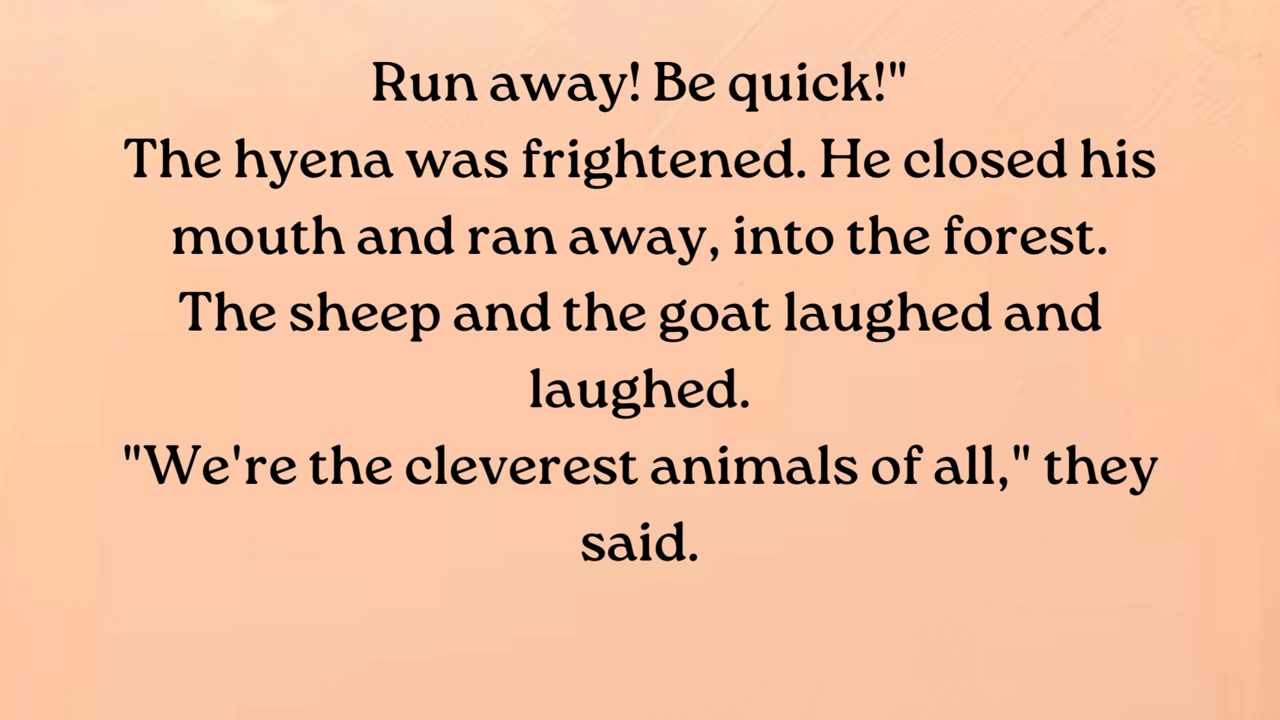 Run away! Be quick!"
The hyena was frightened. He closed his
mouth and ran away, into the forest.
The sheep and the goat laughed and
laughed.
"We're the cleverest animals of all," they
said.